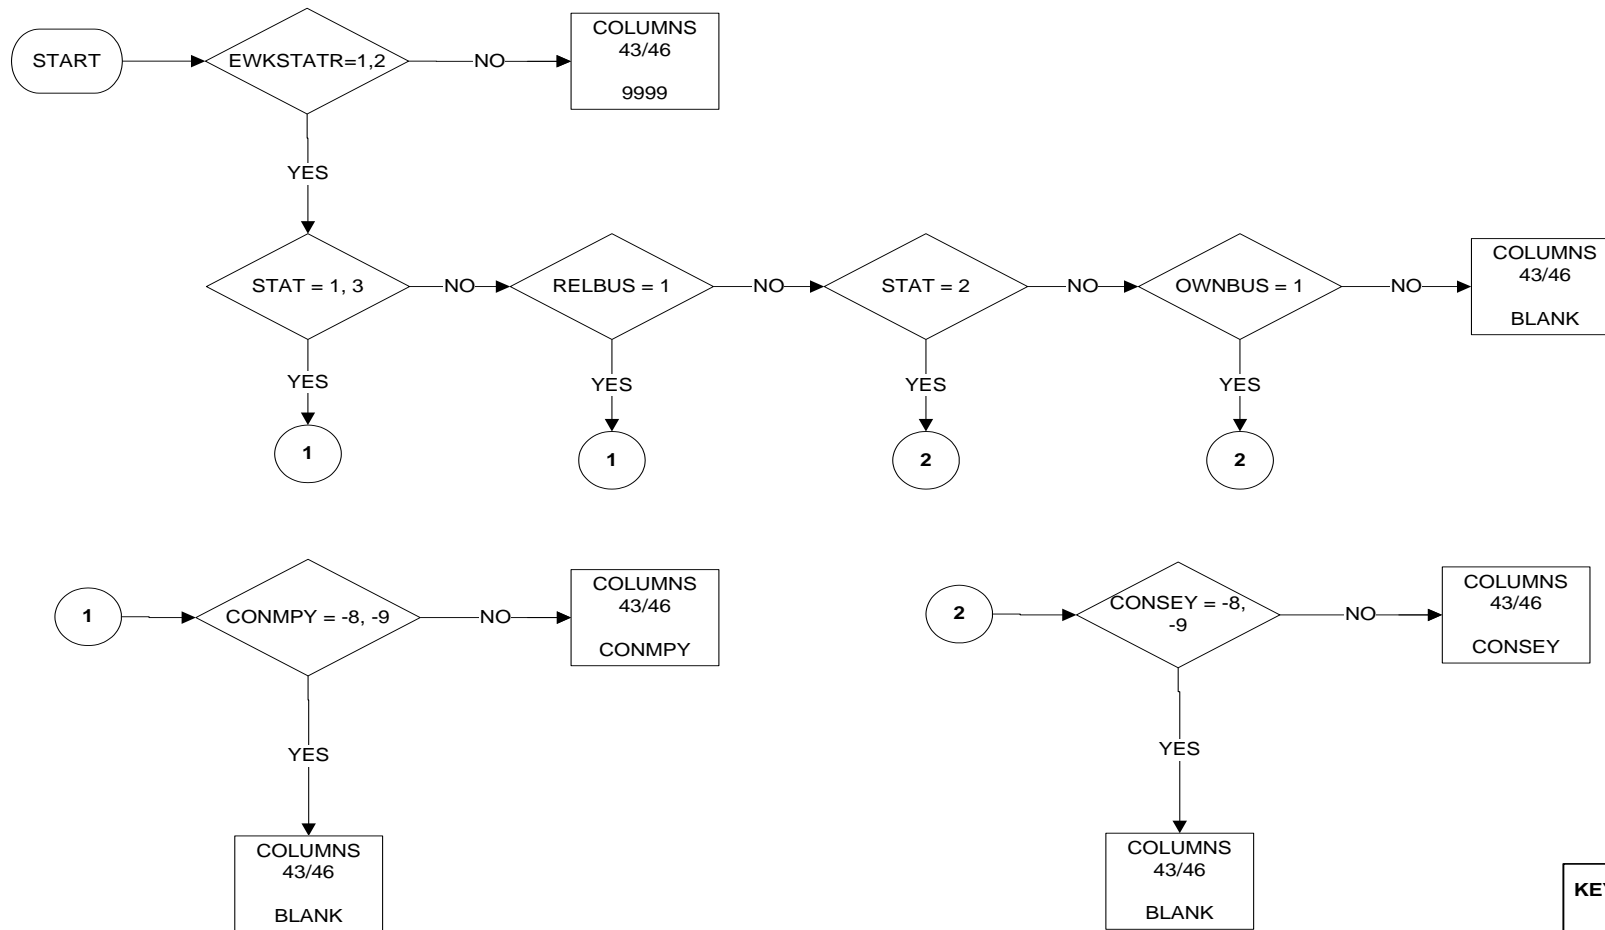 START
EWKSTATR=1,2
NO
COLUMNS
43/46
9999
YES
STAT = 1, 3
NO
RELBUS = 1
NO
STAT = 2
NO
OWNBUS = 1
NO
COLUMNS
43/46
BLANK
YES
YES
YES
YES
1
1
2
2
1
CONMPY = -8, -9
NO
COLUMNS
43/46
CONMPY
2
CONSEY = -8,
-9
NO
COLUMNS
43/46
CONSEY
YES
YES
COLUMNS
43/46
BLANK
COLUMNS
43/46
BLANK
KEY